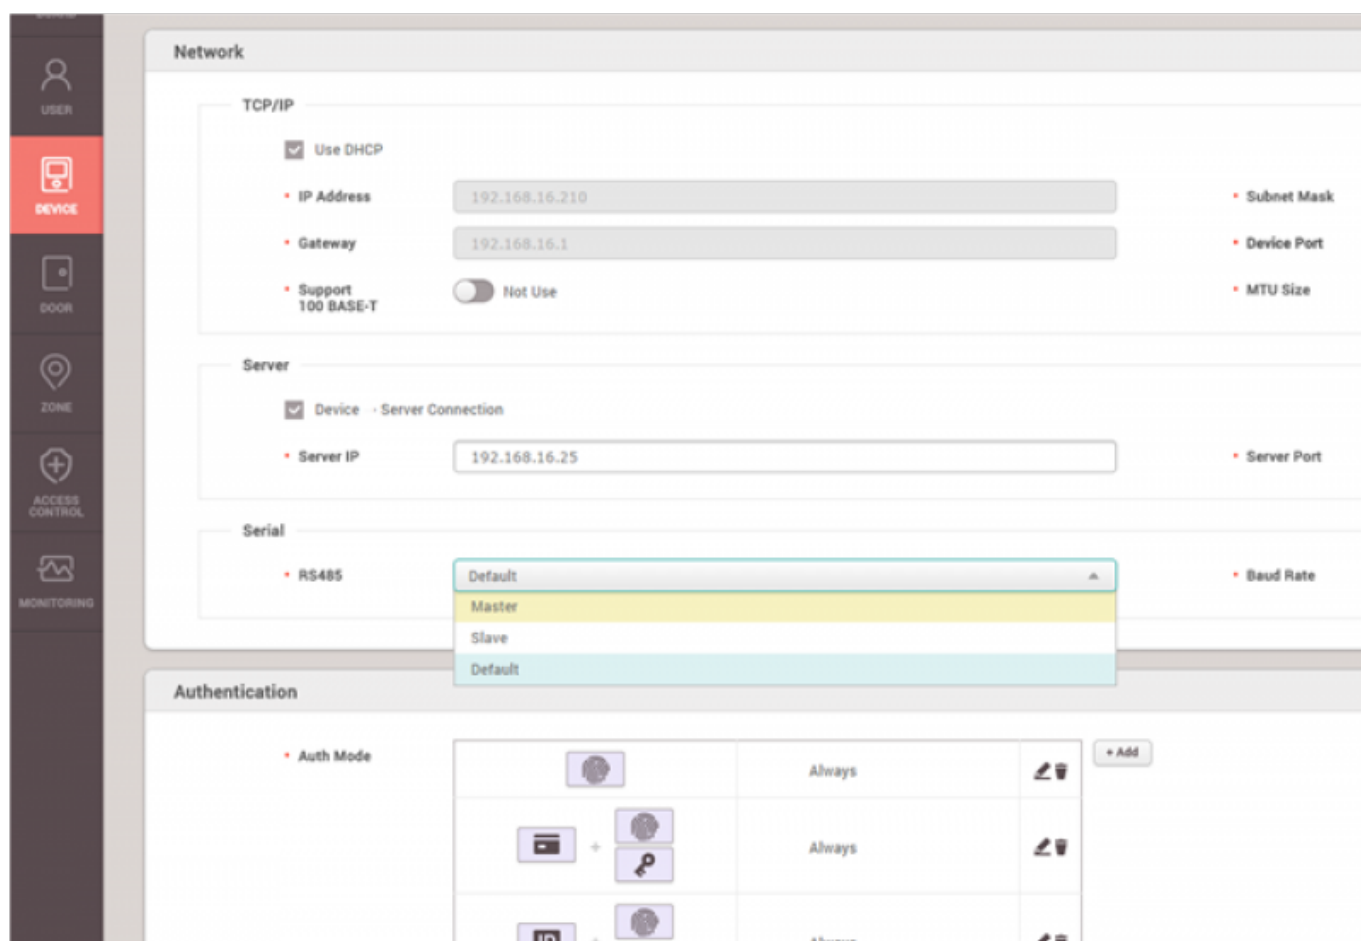 USER
DEVICE
DOOR
ZONE
ACCESS
CONTROL
MONITORING
Network
TCP/IP
Use DHCP
IP Address
192.168.16.210
Subnet Mask
Gateway
192.168.16.1
Device Port
Support
100 BASE-T
Not Use
MTU Size
Server
Device - Server Connection
Server IP
192.168.16.25
Server Port
Serial
RS485
Default
Baud Rate
Master
Slave
Default
Authentication
Auth Mode
Always
+ Add
+
Always
ID
+
Always